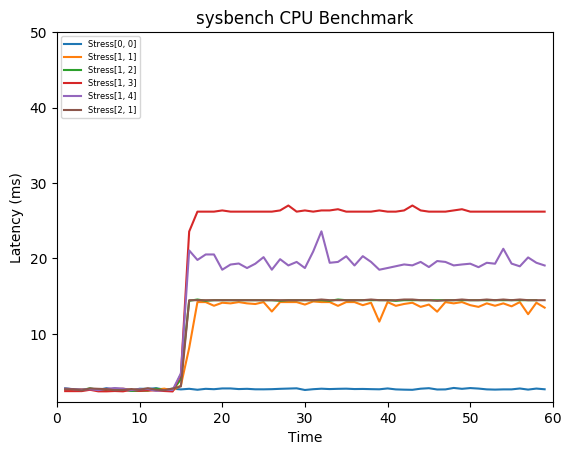 sysbench CPU Benchmark
Latency (ms)
50
40
30
20
10
Stress[0, 0]
Stress[1, 1]
Stress[1, 2]
Stress[1, 3]
Stress[1, 4]
Stress[2, 1]
0 10 20 30 40 50 60
Time